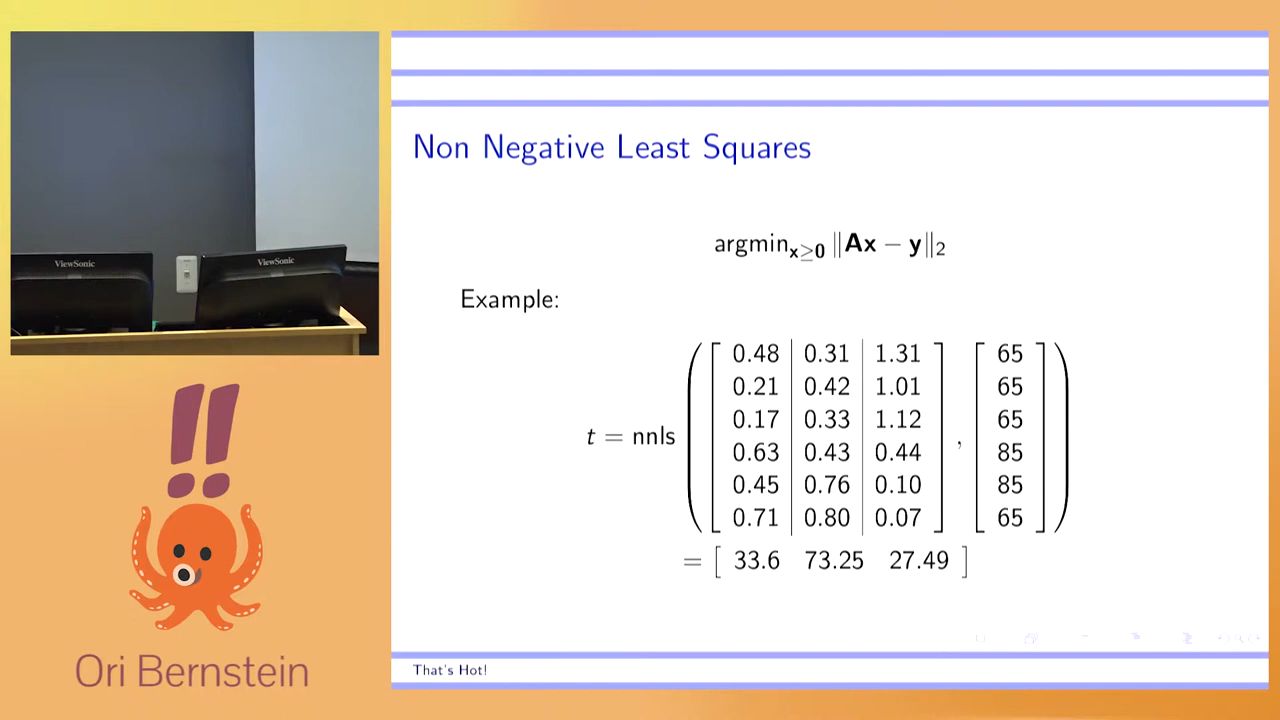 ViewSonic
ViewSonic
!!
Ori Bernstein
Non Negative Least Squares
argminₓ≥₀ ‖Ax − y‖₂
Example:
t = nnls ( [ 0.48 | 0.31 | 1.31 ] , [ 65 ] )
0.21 | 0.42 | 1.01 65
0.17 | 0.33 | 1.12 65
0.63 | 0.43 | 0.44 85
0.45 | 0.76 | 0.10 85
0.71 | 0.80 | 0.07 65
= [ 33.6 73.25 27.49 ]
That's Hot!